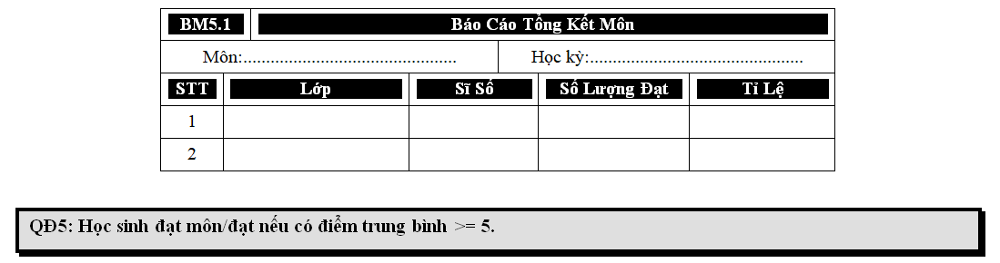 BM5.1 Báo Cáo Tổng Kết Môn
Môn:............................................... Học kỳ:...............................................
STT Lớp Sĩ Số Số Lượng Đạt Tỉ Lệ
1
2
QĐ5: Học sinh đạt môn/đạt nếu có điểm trung bình >= 5.